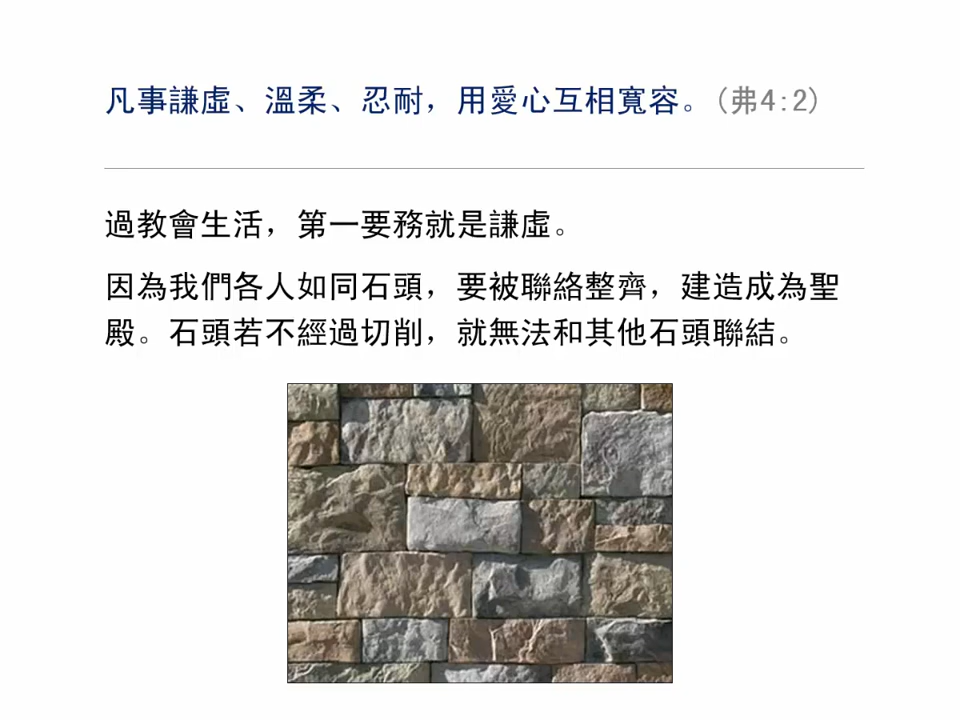 凡事謙虛、溫柔、忍耐，用愛心互相寬容。(弗4:2)
過教會生活，第一要務就是謙虛。
因為我們各人如同石頭，要被聯絡整齊，建造成為聖
殿。石頭若不經過切削，就無法和其他石頭聯結。